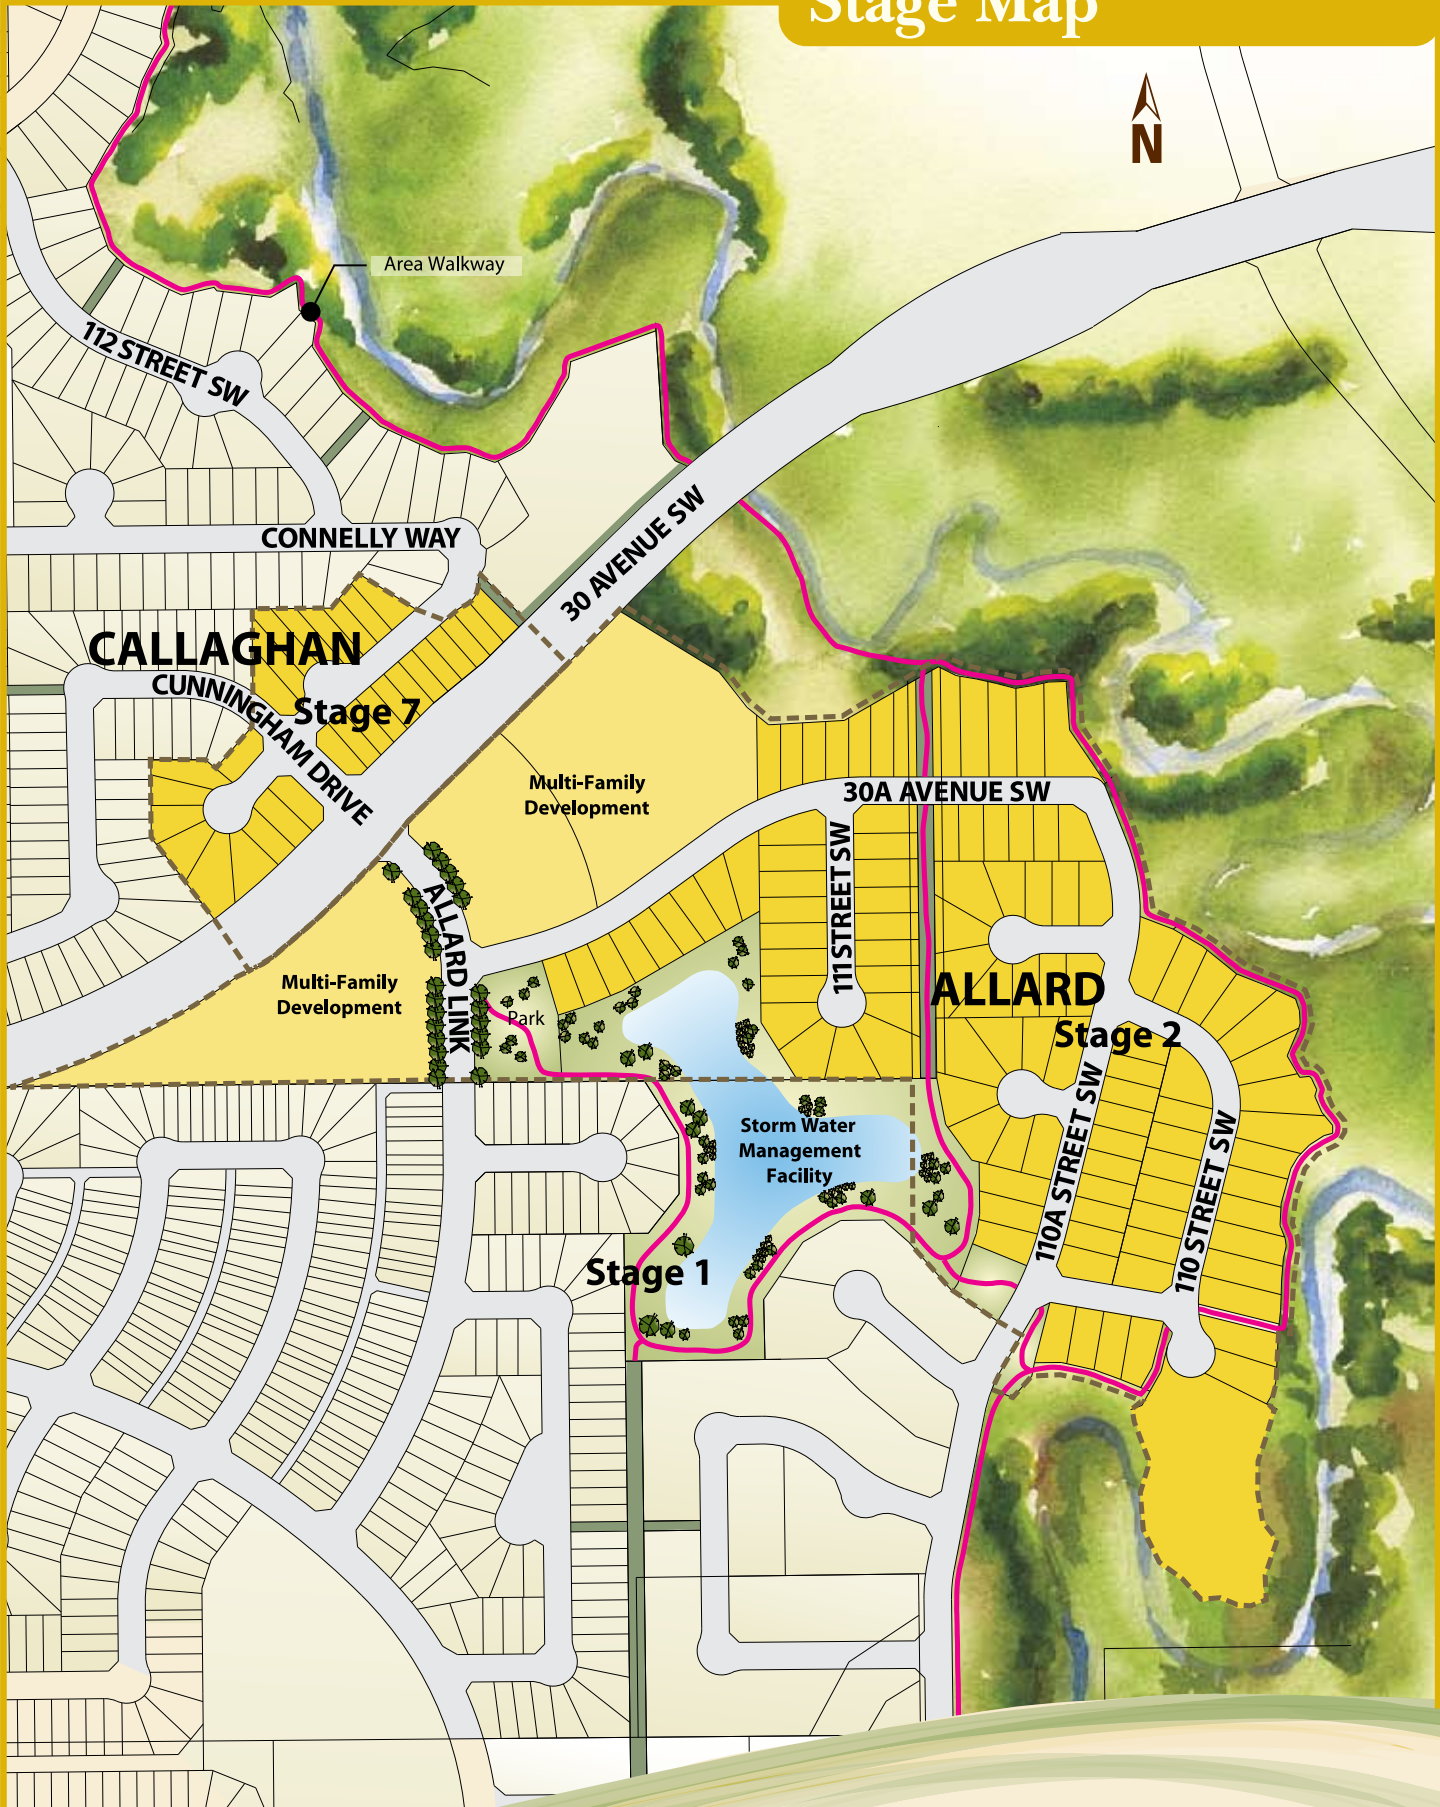 Stage Map
N
Area Walkway
112 STREET SW
30 AVENUE SW
CONNELLY WAY
CALLAGHAN
CUNNINGHAM DRIVE
Stage 7
Multi-Family
Development
30A AVENUE SW
111 STREET SW
ALLARD LINK
Multi-Family
Development
Park
ALLARD
Stage 2
110A STREET SW
110 STREET SW
Storm Water
Management
Facility
Stage 1